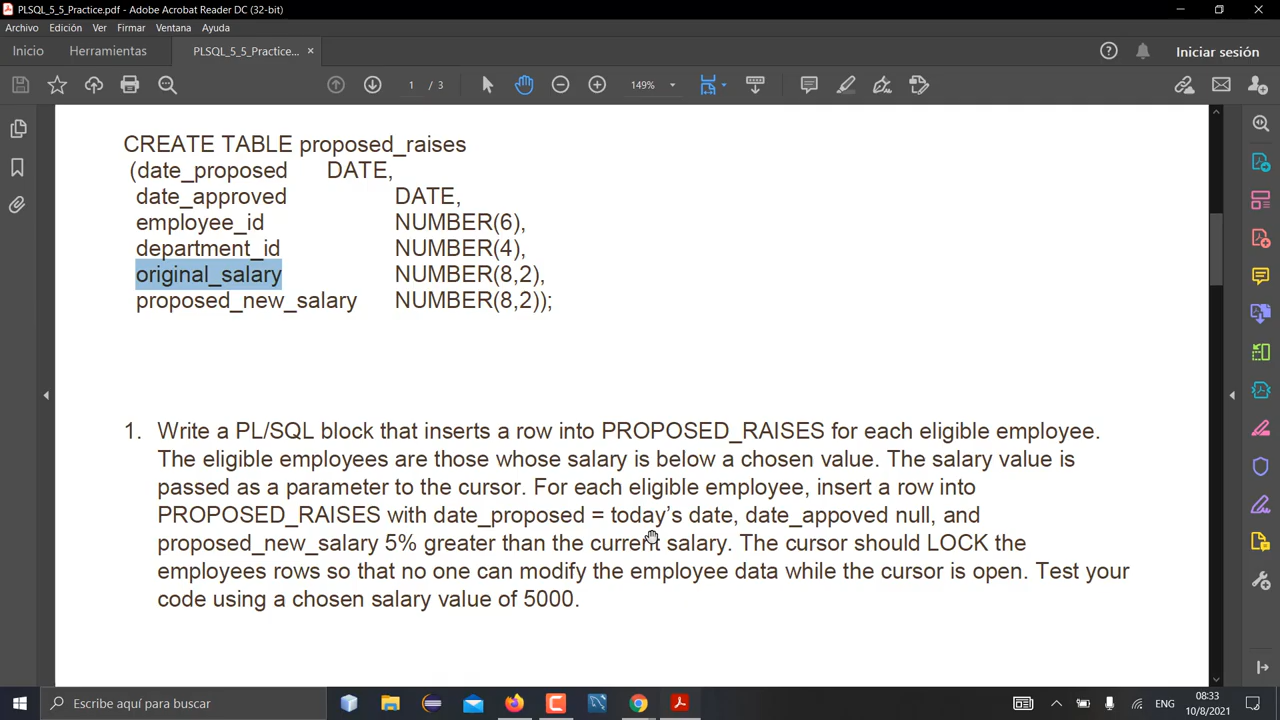 PLSQL_5_5_Practice.pdf - Adobe Acrobat Reader DC (32-bit)
Archivo Edición Ver Firmar Ventana Ayuda
Inicio Herramientas PLSQL_5_5_Practice... × Iniciar sesión
1 / 3 149%
CREATE TABLE proposed_raises
(date_proposed DATE,
date_approved DATE,
employee_id NUMBER(6),
department_id NUMBER(4),
original_salary NUMBER(8,2),
proposed_new_salary NUMBER(8,2));
1. Write a PL/SQL block that inserts a row into PROPOSED_RAISES for each eligible employee.
The eligible employees are those whose salary is below a chosen value. The salary value is
passed as a parameter to the cursor. For each eligible employee, insert a row into
PROPOSED_RAISES with date_proposed = today’s date, date_appoved null, and
proposed_new_salary 5% greater than the current salary. The cursor should LOCK the
employees rows so that no one can modify the employee data while the cursor is open. Test your
code using a chosen salary value of 5000.
Escribe aquí para buscar
ENG
08:33
10/8/2021